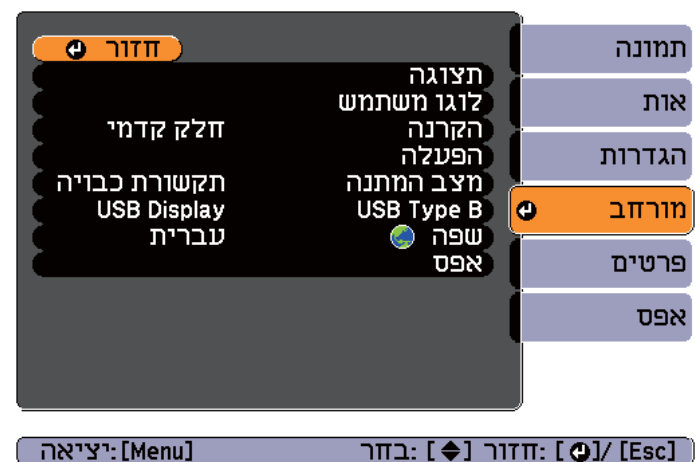 חזור
תצוגה
לוגו משתמש
הקרנה חלק קדמי
הפעלה
מצב המתנה תקשורת כבויה
USB Type B USB Display
שפה עברית
אפס
תמונה
אות
הגדרות
מורחב
פרטים
אפס
[Esc] /[ ] :חזור [ ] :בחר [Menu] :יציאה